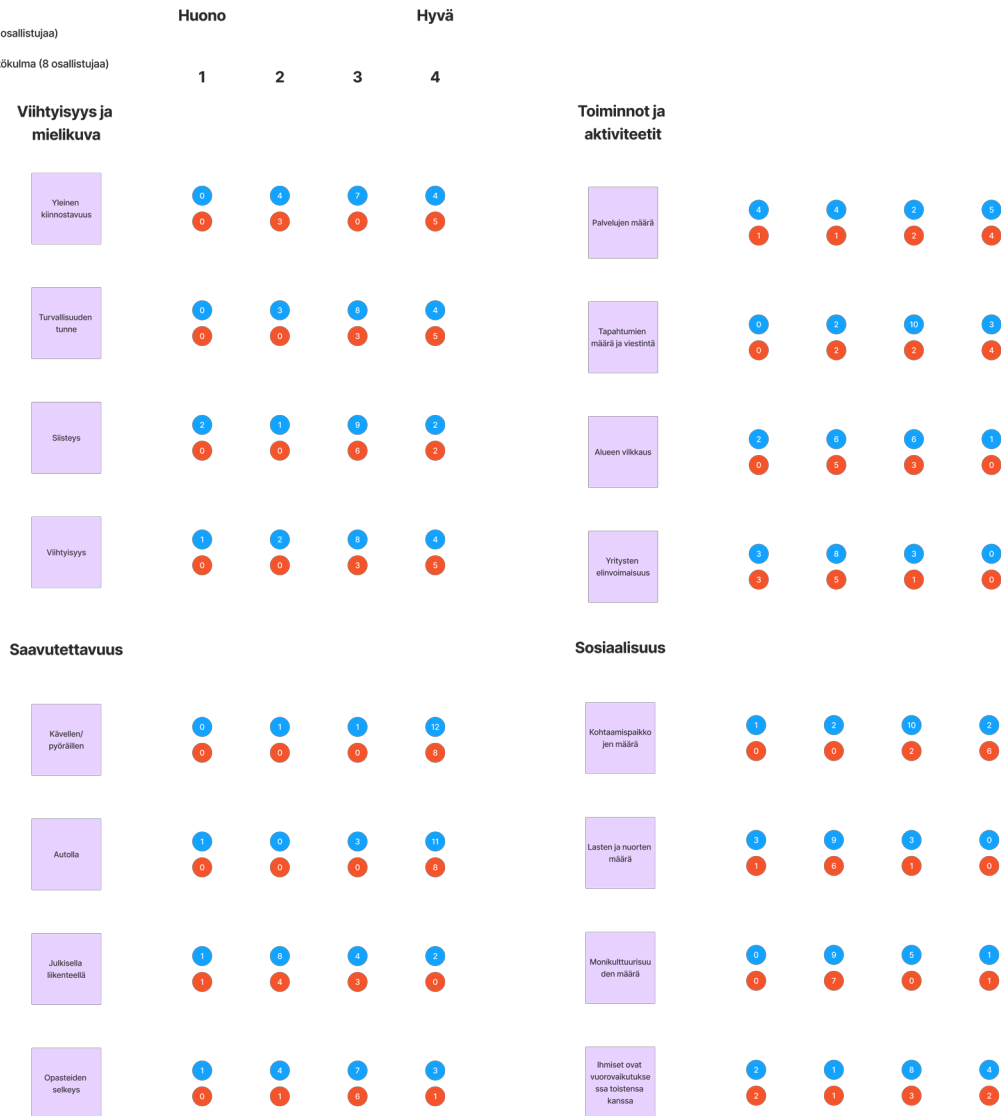 Huono Hyvä
osallistujaa)
ökulma (8 osallistujaa)
1 2 3 4
Viihtyisyys ja
mielikuva
Yleinen
kiinnostavuus
0 4 7 4
0 3 0 5
Turvallisuuden
tunne
0 3 8 4
0 0 3 5
Siisteys
2 1 9 2
0 0 6 2
Viihtyisyys
1 2 8 4
0 0 3 5
Toiminnot ja
aktiviteetit
Palvelujen määrä
4 4 2 5
1 1 2 4
Tapahtumien
määrä ja viestintä
0 2 10 3
0 2 2 4
Alueen vilkkaus
2 6 6 1
0 5 3 0
Yritysten
elinvoimaisuus
3 8 3 0
3 5 1 0
Saavutettavuus
Kävellen/
pyöräillen
0 1 1 12
0 0 0 8
Autolla
1 0 3 11
0 0 0 8
Julkisella
liikenteellä
1 8 4 2
1 4 3 0
Opasteiden
selkeys
1 4 7 3
0 1 6 1
Sosiaalisuus
Kohtaamispaikko
jen määrä
1 2 10 2
0 0 2 6
Lasten ja nuorten
määrä
3 9 3 0
1 6 1 0
Monikulttuurisuu
den määrä
0 9 5 1
0 7 0 1
Ihmiset ovat
vuorovaikutukse
ssa toistensa
kanssa
2 1 8 4
2 1 3 2